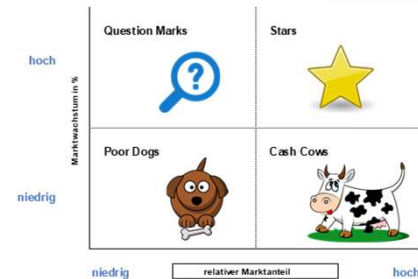 Question Marks
Stars
hoch
Marktwachstum in %
Poor Dogs
Cash Cows
niedrig
niedrig
relativer Marktanteil
hoch